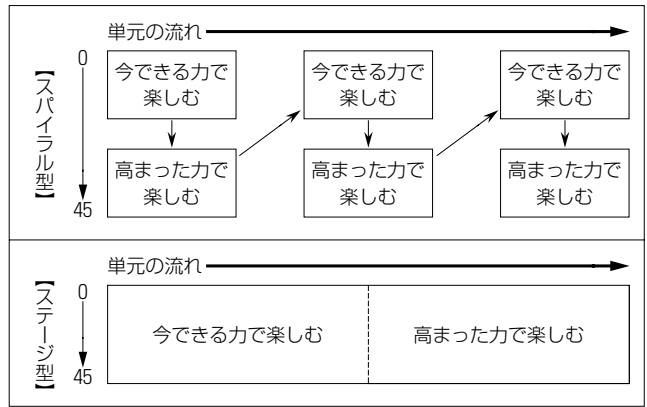 単元の流れ
【スパイラル型】
0
45
今できる力で
楽しむ
今できる力で
楽しむ
今できる力で
楽しむ
高まった力で
楽しむ
高まった力で
楽しむ
高まった力で
楽しむ
単元の流れ
【ステージ型】
0
45
今できる力で楽しむ
高まった力で楽しむ